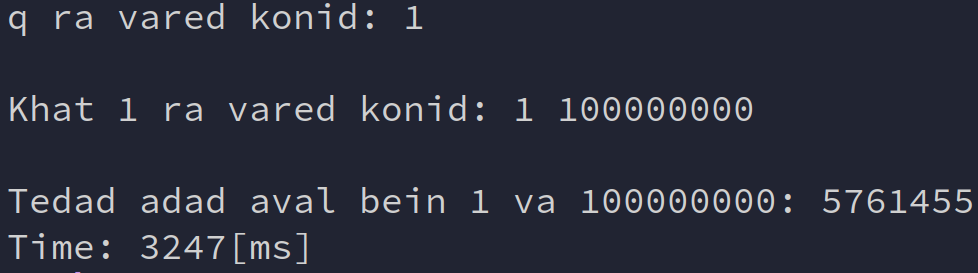 q ra vared konid: 1
Khat 1 ra vared konid: 1 100000000
Tedad adad aval bein 1 va 100000000: 5761455
Time: 3247[ms]